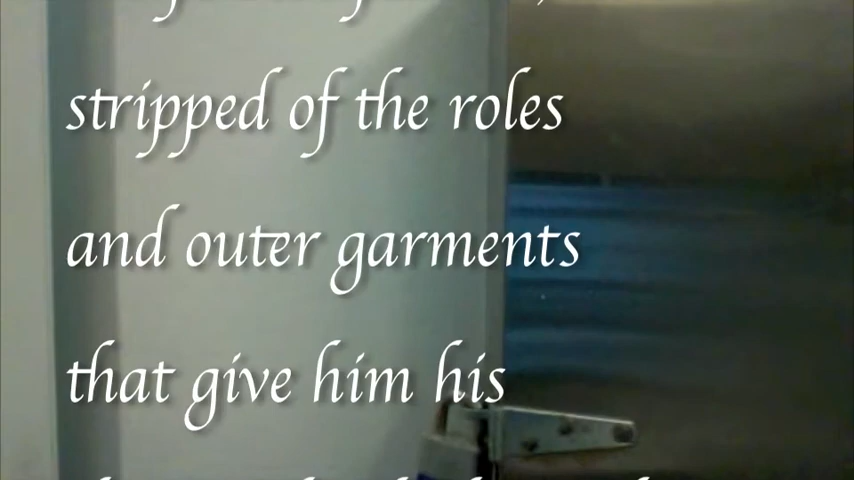 stripped of the roles
and outer garments
that give him his